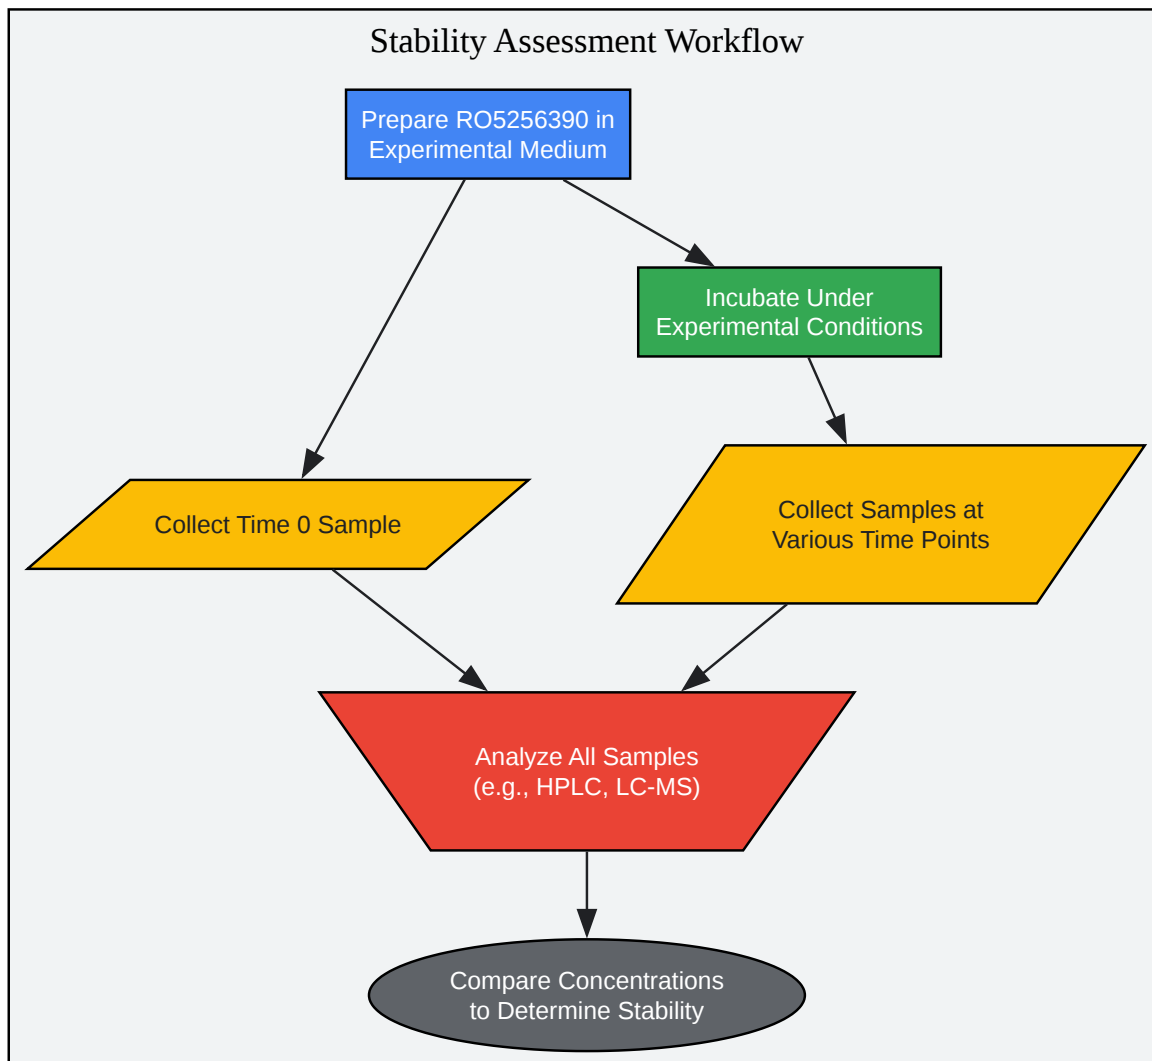 Stability Assessment Workflow
Prepare RO5256390 in
Experimental Medium
Incubate Under
Experimental Conditions
Collect Time 0 Sample
Collect Samples at
Various Time Points
Analyze All Samples
(e.g., HPLC, LC-MS)
Compare Concentrations
to Determine Stability